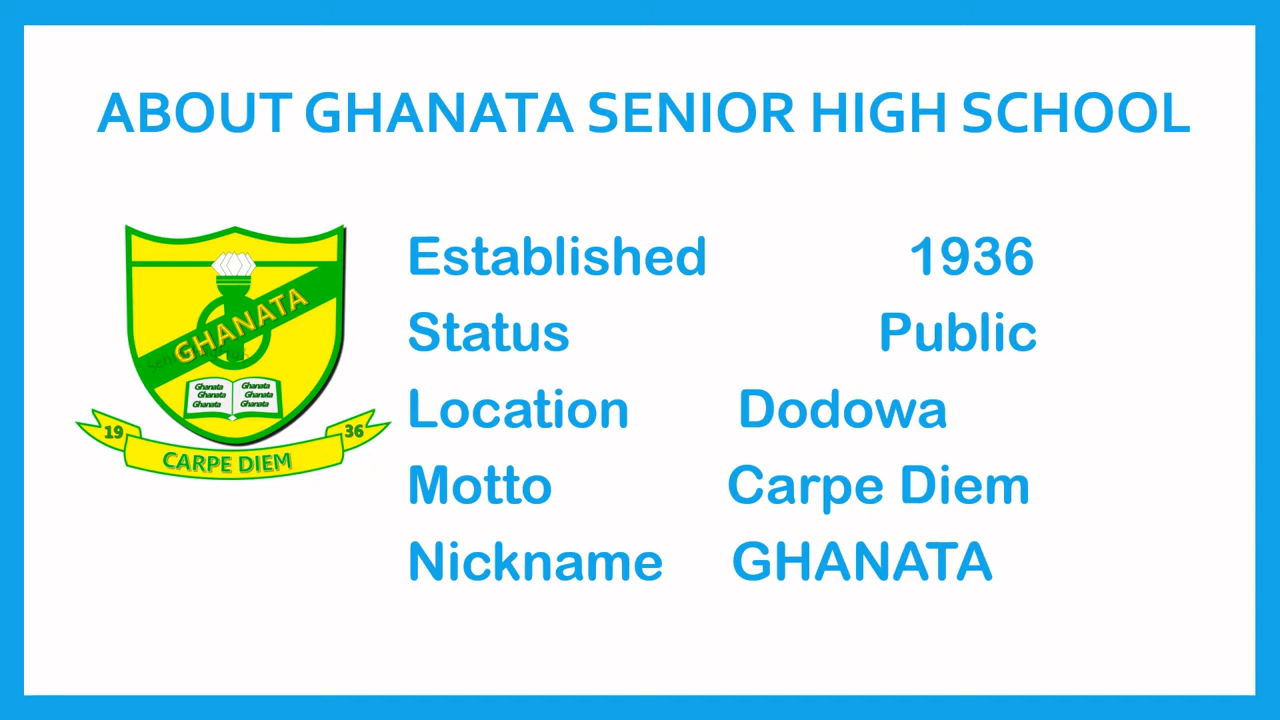 ABOUT GHANATA SENIOR HIGH SCHOOL
Established 1936
Status Public
Location Dodowa
Motto Carpe Diem
Nickname GHANATA
GHANATA
Ghanata Ghanata
Ghanata Ghanata
Ghanata Ghanata
19 36
CARPE DIEM